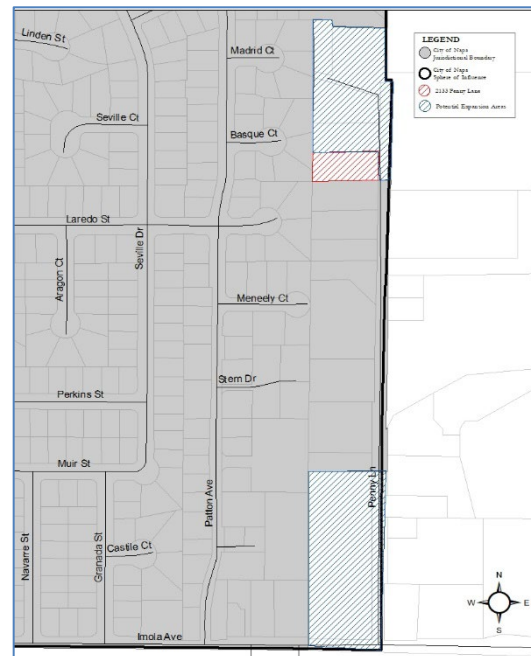 Linden St
Madrid Ct
LEGEND
City of Napa
Jurisdictional Boundary
City of Napa
Sphere of Influence
2133 Penny Lane
Potential Expansion Areas
Seville Ct
Basque Ct
Laredo St
Seville Dr
Aragon Ct
Meneely Ct
Stern Dr
Perkins St
Muir St
Penny Ln
Patton Ave
Navarre St
Granada St
Castile Ct
Imola Ave
N
W E
S